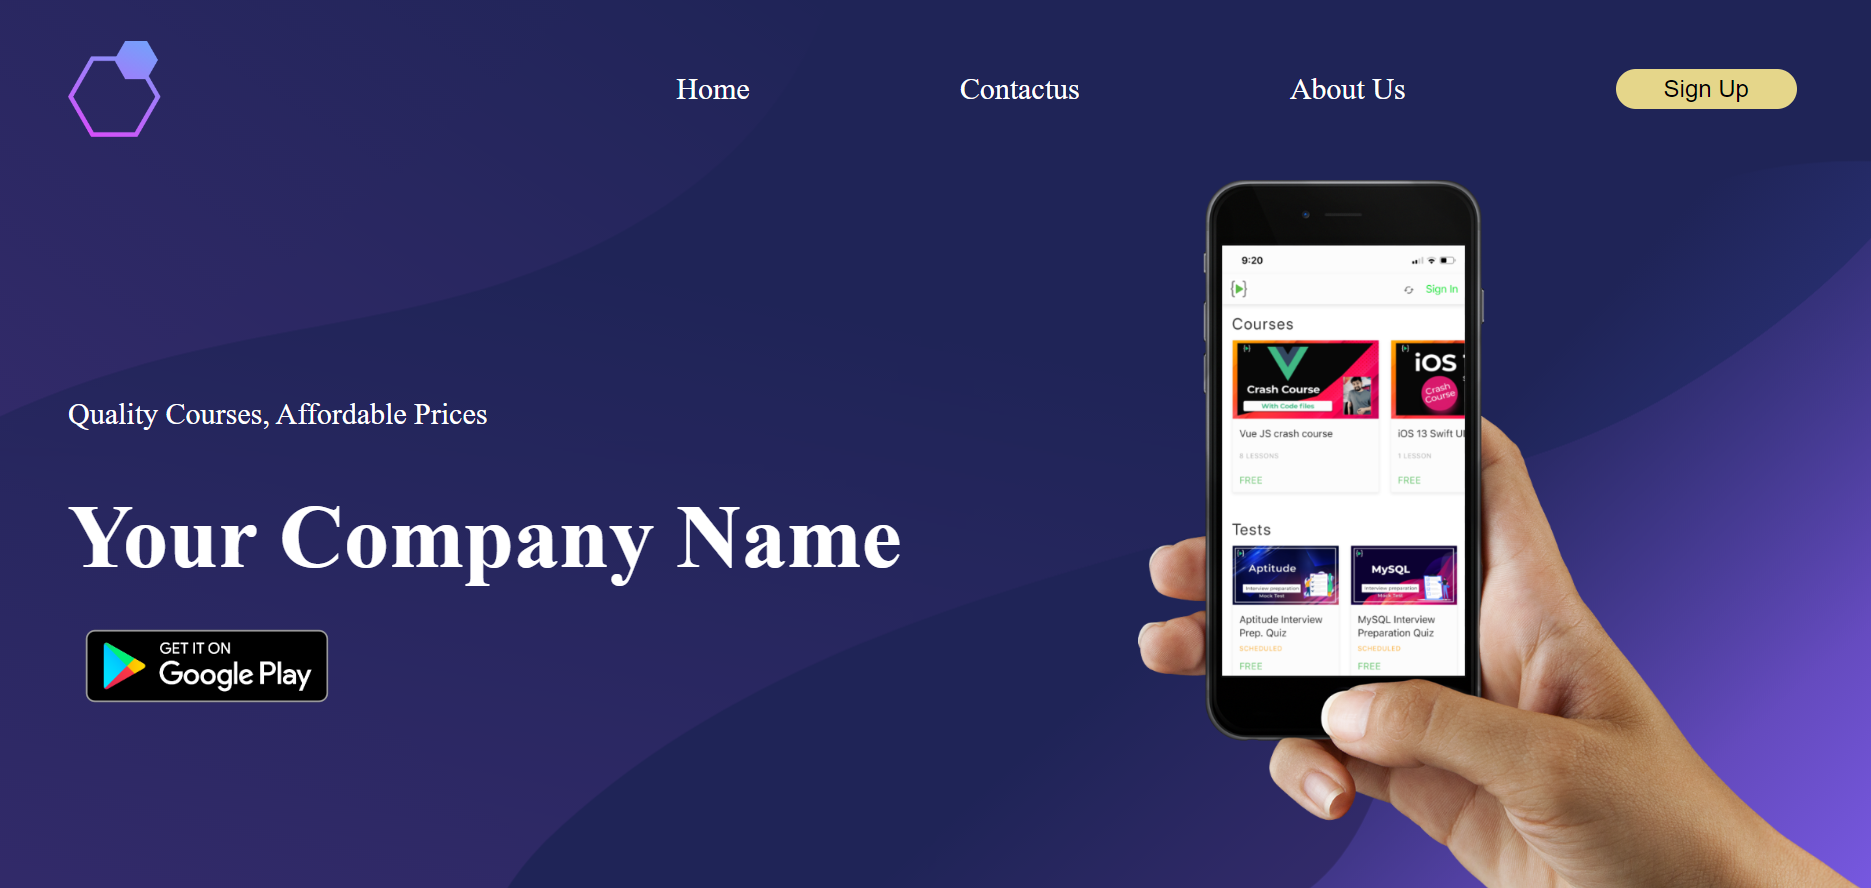 Home
Contactus
About Us
Sign Up
Quality Courses, Affordable Prices
Your Company Name
GET IT ON
Google Play
9:20
Sign In
Courses
Crash Course
With Code Files
iOS
Crash
Course
Vue JS crash course
iOS 13 Swift UI
8 LESSONS
1 LESSON
FREE
FREE
Tests
Aptitude
Interview preparation
Mock Test
MySQL
Interview preparation
Mock Test
Aptitude Interview
Prep. Quiz
MySQL Interview
Preparation Quiz
SCHEDULED
SCHEDULED
FREE
FREE